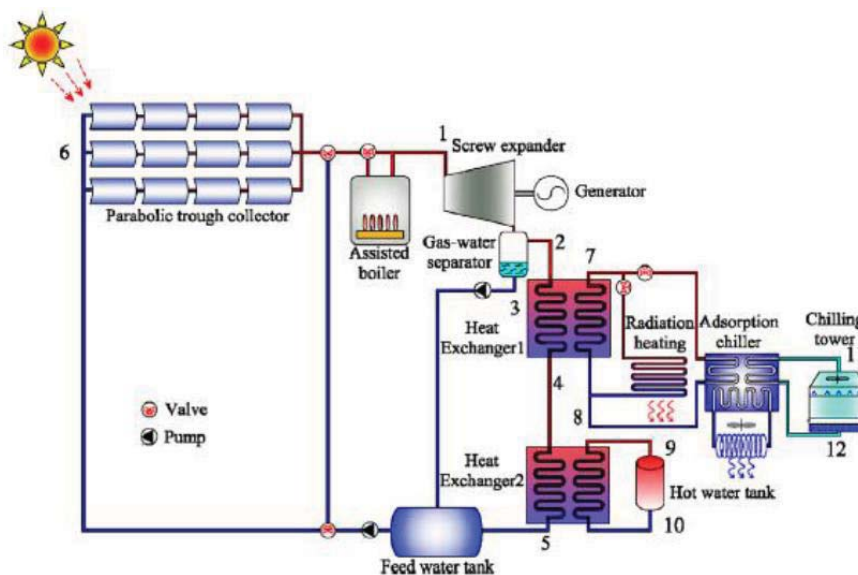 1
Screw expander
6
Generator
Parabolic trough collector
Gas-water
separator
2
7
Assisted
boiler
3
Heat
Exchanger1
Radiation
heating
Adsorption
chiller
Chilling
tower
1
4
Valve
8
Pump
12
Heat
Exchanger2
9
Hot water tank
10
5
Feed water tank